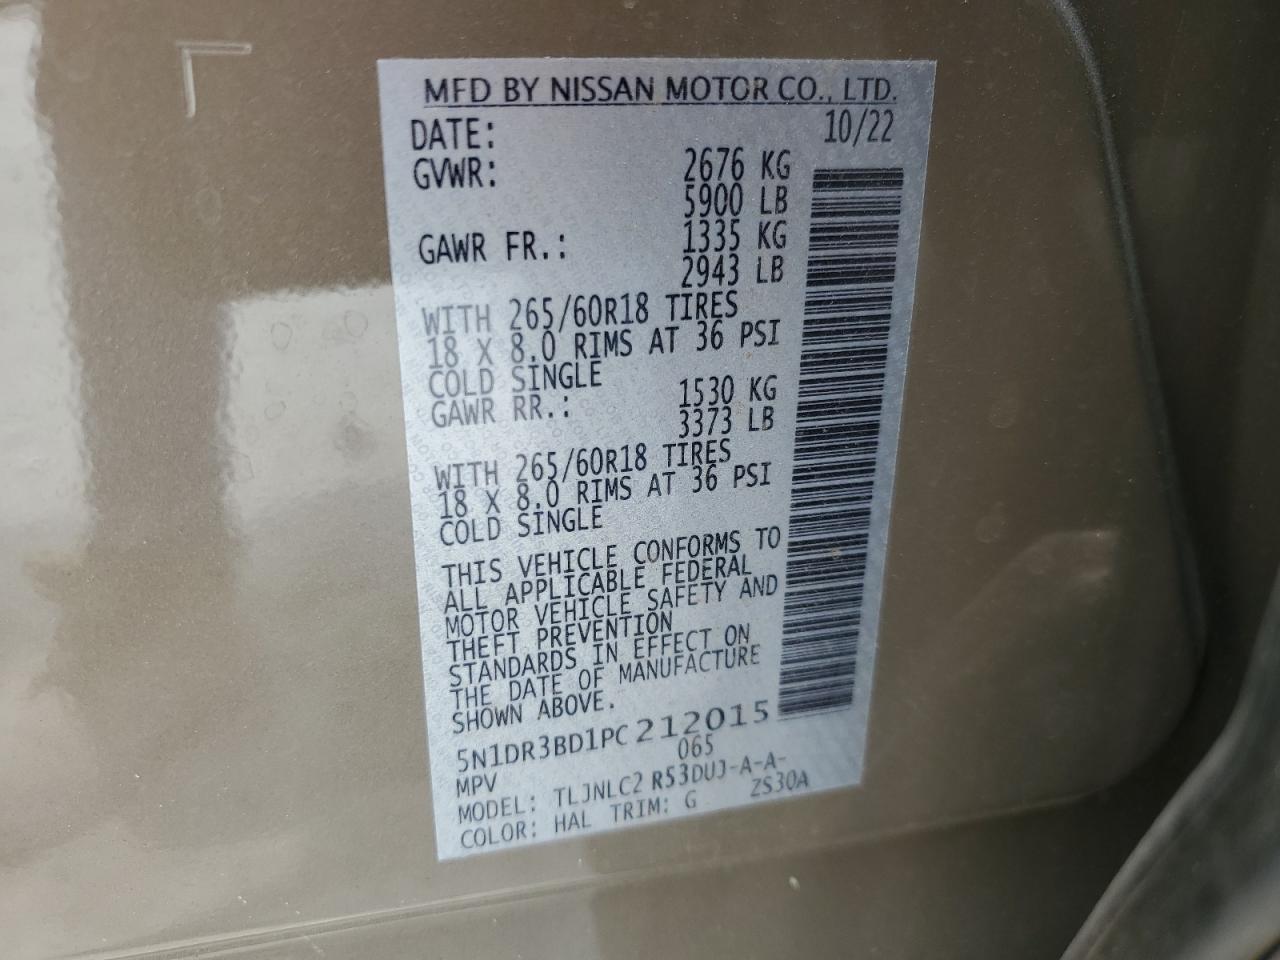 MFD BY NISSAN MOTOR CO., LTD.
DATE: 10/22
GVWR: 2676 KG
5900 LB
GAWR FR.: 1335 KG
2943 LB
WITH 265/60R18 TIRES
18 X 8.0 RIMS AT 36 PSI
COLD SINGLE
GAWR RR.: 1530 KG
3373 LB
WITH 265/60R18 TIRES
18 X 8.0 RIMS AT 36 PSI
COLD SINGLE
THIS VEHICLE CONFORMS TO
ALL APPLICABLE FEDERAL
MOTOR VEHICLE SAFETY AND
THEFT PREVENTION
STANDARDS IN EFFECT ON
THE DATE OF MANUFACTURE
SHOWN ABOVE.
5N1DR3BD1PC212015
MPV 065
MODEL: TLJNLC2 R53DUJ-A-A-
COLOR: HAL TRIM: G ZS30A